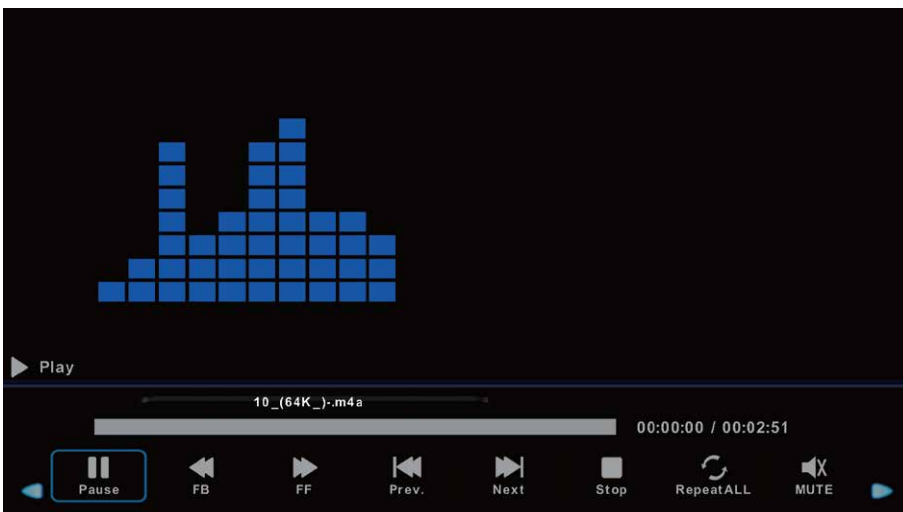 Play
10_(64K_)-.m4a
00:00:00 / 00:02:51
Pause FB FF Prev. Next Stop RepeatALL MUTE